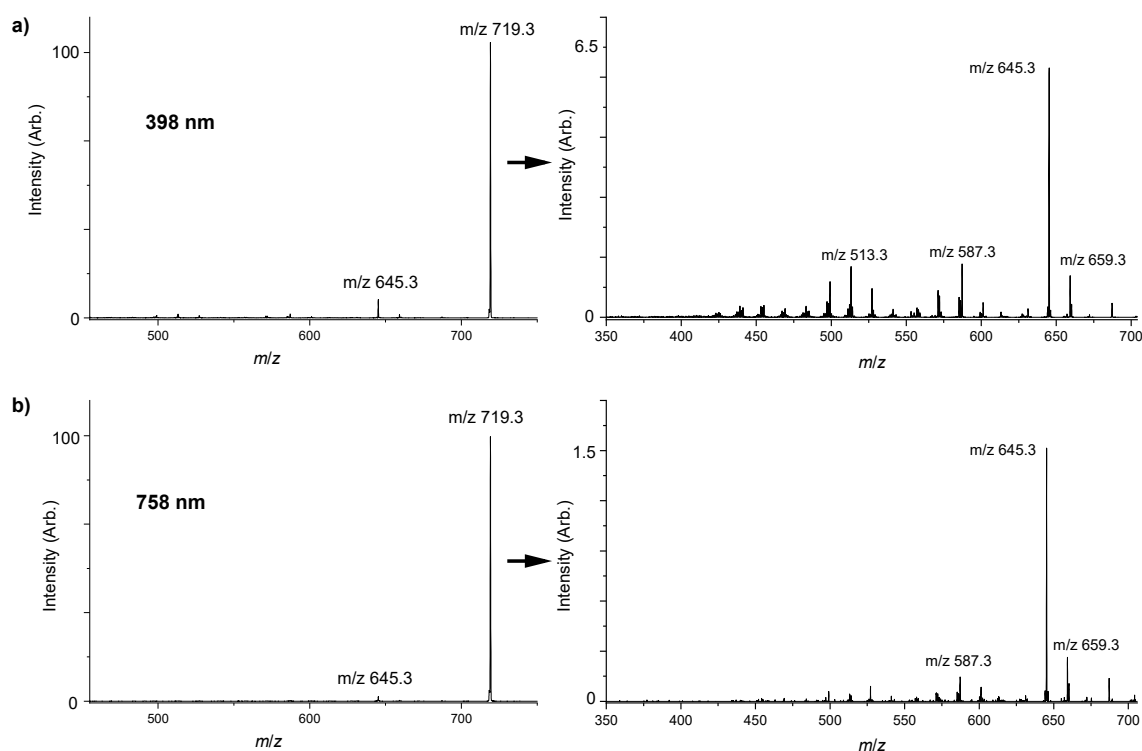 a)
m/z 719.3
100
398 nm
Intensity (Arb.)
m/z 645.3
0
500
600
700
m/z
6.5
m/z 645.3
Intensity (Arb.)
m/z 513.3
m/z 587.3
m/z 659.3
0
350
400
450
500
550
600
650
700
m/z
b)
m/z 719.3
100
758 nm
Intensity (Arb.)
m/z 645.3
0
500
600
700
m/z
1.5
m/z 645.3
Intensity (Arb.)
m/z 587.3
m/z 659.3
0
350
400
450
500
550
600
650
700
m/z